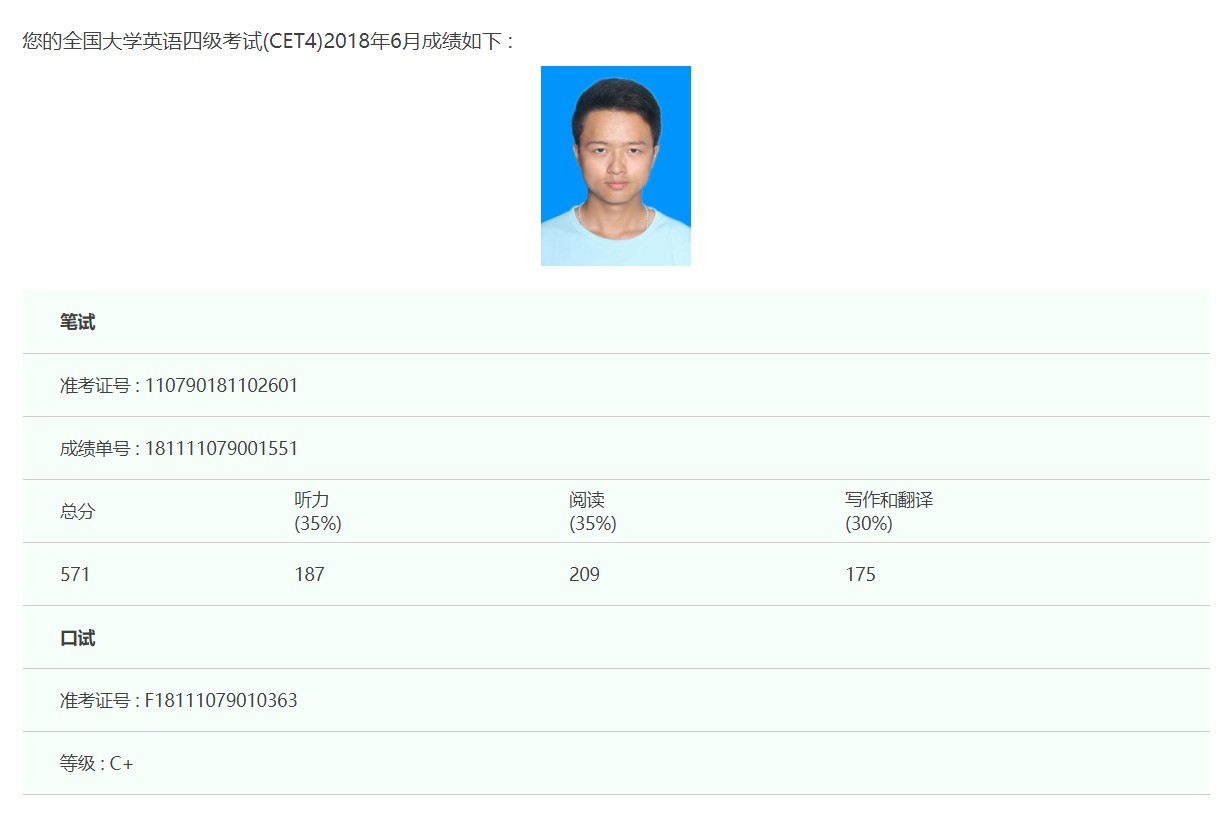 您的全国大学英语四级考试(CET4)2018年6月成绩如下 :
笔试
准考证号 : 110790181102601
成绩单号 : 181111079001551
总分 听力 (35%) 阅读 (35%) 写作和翻译 (30%)
571 187 209 175
口试
准考证号 : F18111079010363
等级 : C+